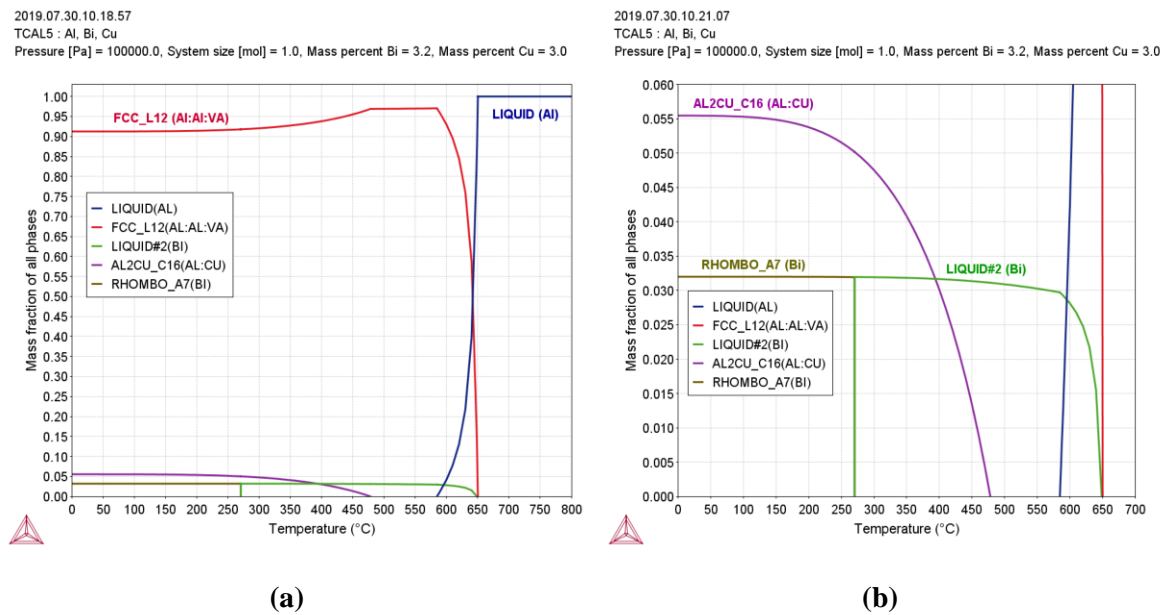 2019.07.30.10.18.57
TCAL5 : Al, Bi, Cu
Pressure [Pa] = 100000.0, System size [mol] = 1.0, Mass percent Bi = 3.2, Mass percent Cu = 3.0
Mass fraction of all phases
1.00
0.95
0.90
0.85
0.80
0.75
0.70
0.65
0.60
0.55
0.50
0.45
0.40
0.35
0.30
0.25
0.20
0.15
0.10
0.05
0.00
FCC_L12 (Al:Al:VA)
LIQUID (Al)
LIQUID(AL)
FCC_L12(AL:AL:VA)
LIQUID#2(BI)
AL2CU_C16(AL:CU)
RHOMBO_A7(BI)
0 50 100 150 200 250 300 350 400 450 500 550 600 650 700 750 800
Temperature (°C)
(a)
2019.07.30.10.21.07
TCAL5 : Al, Bi, Cu
Pressure [Pa] = 100000.0, System size [mol] = 1.0, Mass percent Bi = 3.2, Mass percent Cu = 3.0
Mass fraction of all phases
0.060
0.055
0.050
0.045
0.040
0.035
0.030
0.025
0.020
0.015
0.010
0.005
0.000
AL2CU_C16 (AL:CU)
RHOMBO_A7 (Bi)
LIQUID#2 (Bi)
LIQUID(AL)
FCC_L12(AL:AL:VA)
LIQUID#2(BI)
AL2CU_C16(AL:CU)
RHOMBO_A7(BI)
0 50 100 150 200 250 300 350 400 450 500 550 600 650 700
Temperature (°C)
(b)